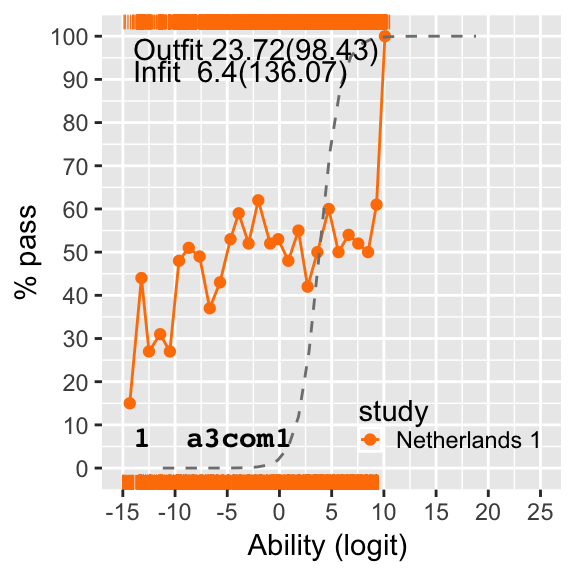 Outfit 23.72(98.43)
Infit  6.4(136.07)
% pass
100
90
80
70
60
50
40
30
20
10
0
1   a3com1
study
Netherlands 1
-15 -10 -5 0 5 10 15 20 25
Ability (logit)